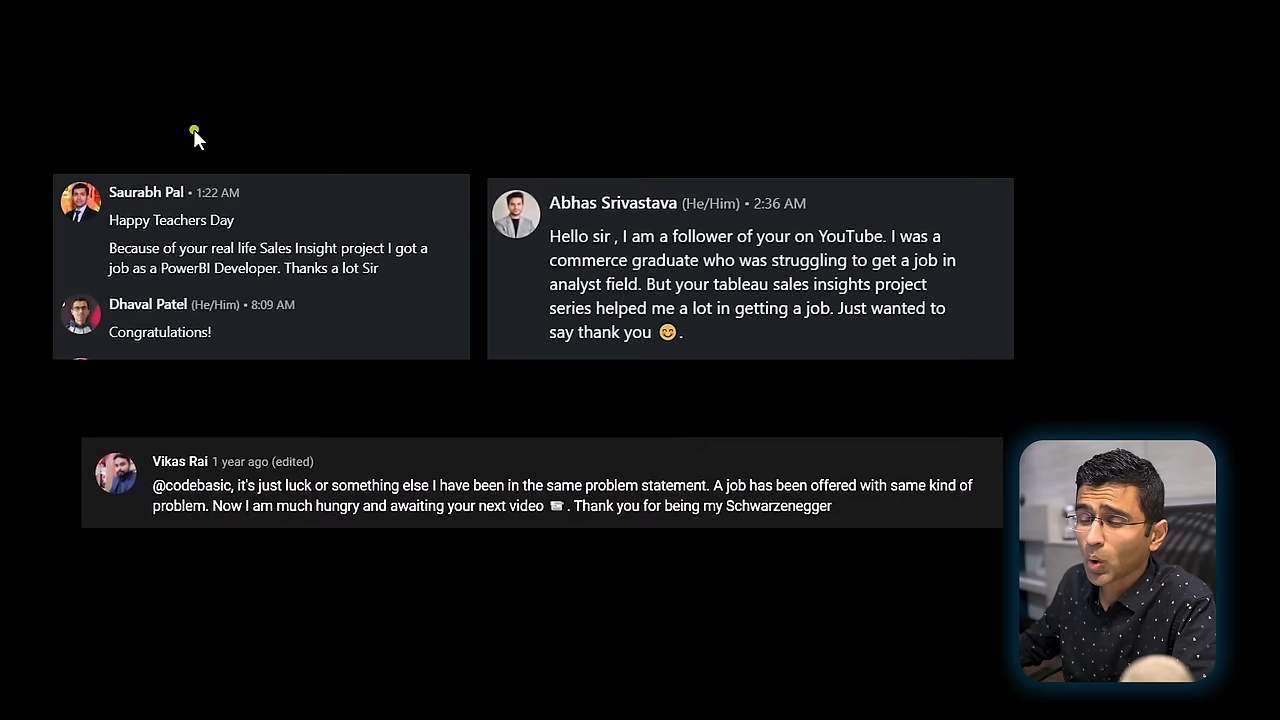 Saurabh Pal • 1:22 AM
Happy Teachers Day
Because of your real life Sales Insight project I got a
job as a PowerBI Developer. Thanks a lot Sir
Dhaval Patel (He/Him) • 8:09 AM
Congratulations!
Abhas Srivastava (He/Him) • 2:36 AM
Hello sir , I am a follower of your on YouTube. I was a
commerce graduate who was struggling to get a job in
analyst field. But your tableau sales insights project
series helped me a lot in getting a job. Just wanted to
say thank you 😊.
Vikas Rai 1 year ago (edited)
@codebasic, it's just luck or something else I have been in the same problem statement. A job has been offered with same kind of
problem. Now I am much hungry and awaiting your next video . Thank you for being my Schwarzenegger